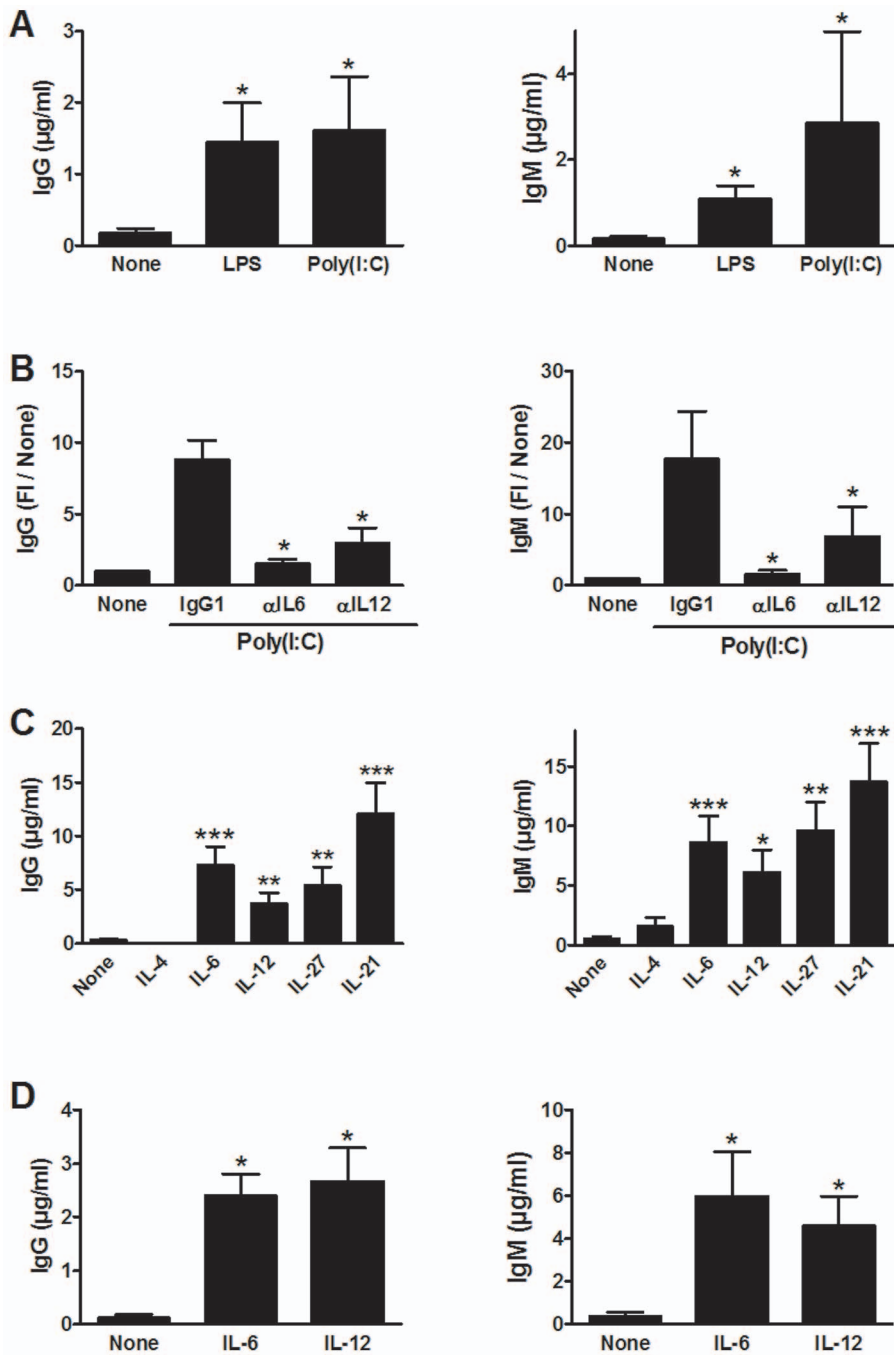 A
IgG (µg/ml)
3
2
1
0
*
*
None LPS Poly(I:C)
IgM (µg/ml)
4
2
0
*
*
None LPS Poly(I:C)
B
IgG (FI / None)
15
10
5
0
*
*
None IgG1 αIL6 αIL12
Poly(I:C)
IgM (FI / None)
30
20
10
0
*
*
None IgG1 αIL6 αIL12
Poly(I:C)
C
IgG (µg/ml)
20
15
10
5
0
***
**
**
***
None IL-4 IL-6 IL-12 IL-27 IL-21
IgM (µg/ml)
15
10
5
0
***
*
**
***
None IL-4 IL-6 IL-12 IL-27 IL-21
D
IgG (µg/ml)
4
3
2
1
0
*
*
None IL-6 IL-12
IgM (µg/ml)
10
8
6
4
2
0
*
*
None IL-6 IL-12